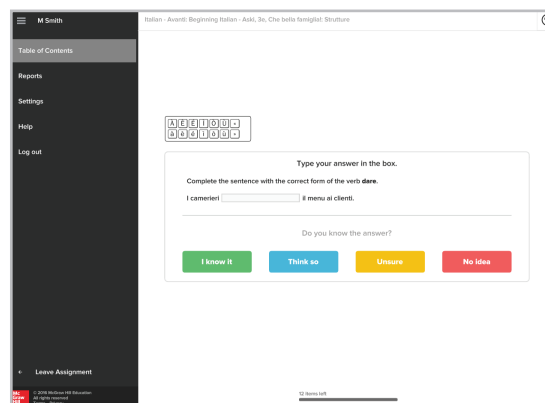 M Smith
Italian - Avanti: Beginning Italian - Aski, 3e, Che bella famiglia!: Strutture
Table of Contents
Reports
Settings
Help
Log out
À È É Ì Ò Ù «
à è é ì ò ù »
Type your answer in the box.
Complete the sentence with the correct form of the verb dare.
I camerieri il menu ai clienti.
Do you know the answer?
I know it
Think so
Unsure
No idea
Leave Assignment
Mc
Graw
Hill
© 2018 McGraw Hill Education
All rights reserved
12 items left